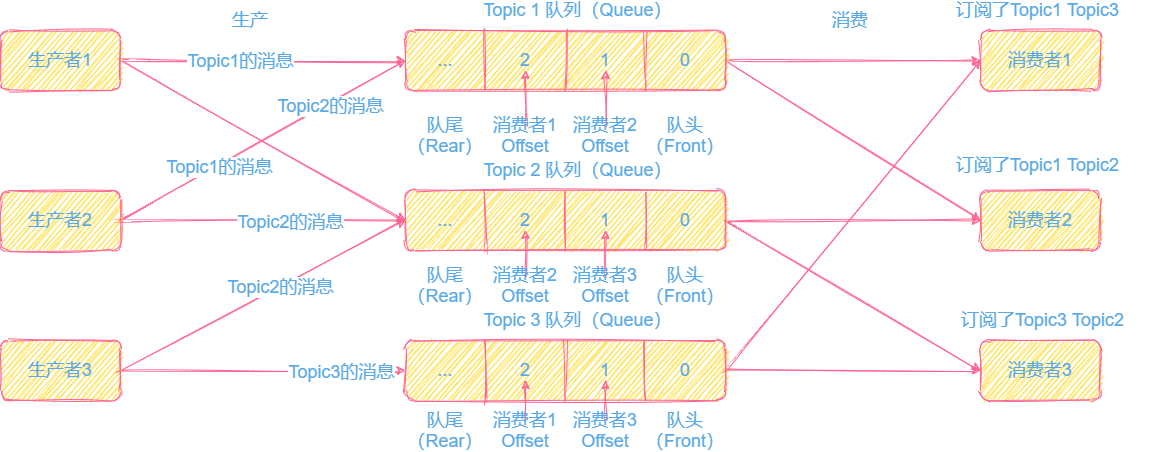 生产
Topic 1 队列（Queue）
消费
订阅了Topic1 Topic3
生产者1
Topic1的消息
...
2
1
0
消费者1
Topic2的消息
队尾
（Rear）
消费者1
Offset
消费者2
Offset
队头
（Front）
Topic1的消息
Topic 2 队列（Queue）
订阅了Topic1 Topic2
生产者2
Topic2的消息
...
2
1
0
消费者2
Topic2的消息
队尾
（Rear）
消费者2
Offset
消费者3
Offset
队头
（Front）
Topic 3 队列（Queue）
订阅了Topic3 Topic2
生产者3
Topic3的消息
...
2
1
0
消费者3
队尾
（Rear）
消费者1
Offset
消费者3
Offset
队头
（Front）